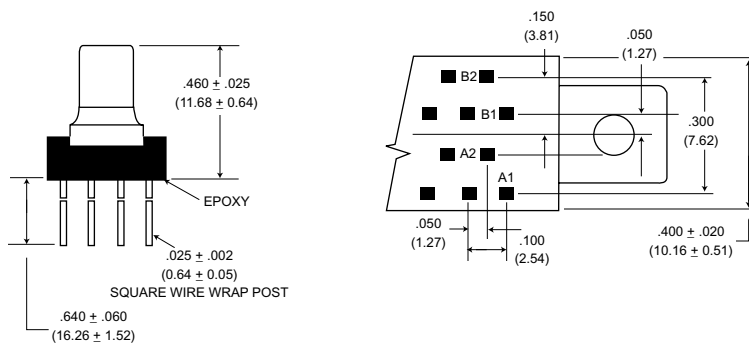 .460 ± .025
(11.68 ± 0.64)
EPOXY
.025 ± .002
(0.64 ± 0.05)
SQUARE WIRE WRAP POST
.640 ± .060
(16.26 ± 1.52)
.150
(3.81)
.050
(1.27)
B2
B1
A2
A1
.300
(7.62)
.050
(1.27)
.100
(2.54)
.400 ± .020
(10.16 ± 0.51)